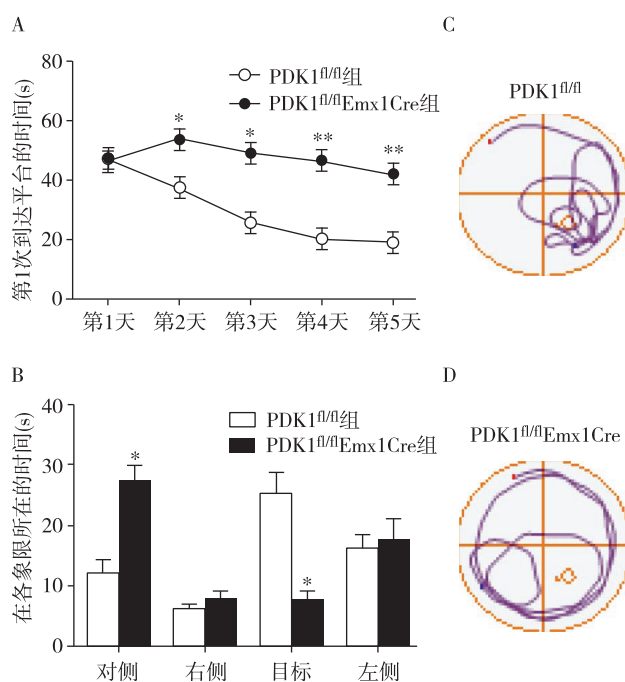 A
PDK1fl/fl组
PDK1fl/flEmx1Cre组
第1次到达平台的时间(s)
80
60
40
20
0
*
*
**
**
第1天
第2天
第3天
第4天
第5天
B
PDK1fl/fl组
PDK1fl/flEmx1Cre组
在各象限所在的时间(s)
40
30
20
10
0
*
*
对侧
右侧
目标
左侧
C
PDK1fl/fl
D
PDK1fl/flEmx1Cre